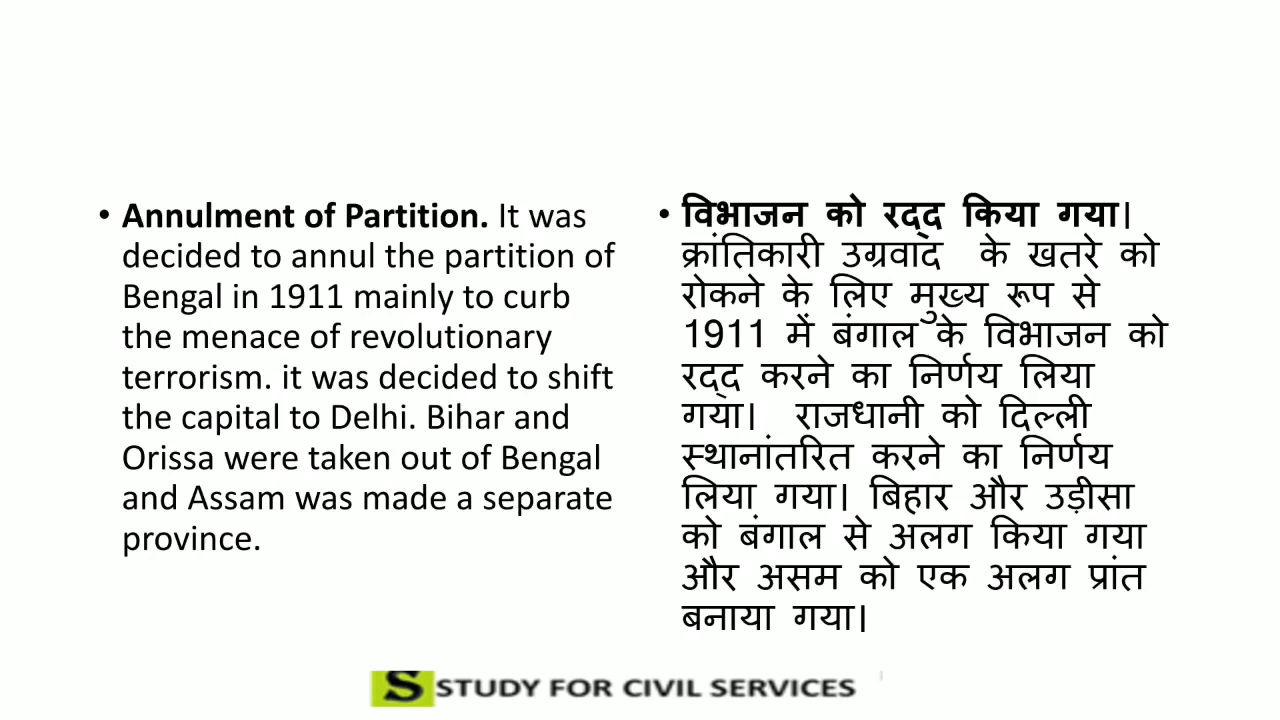 • Annulment of Partition. It was
decided to annul the partition of
Bengal in 1911 mainly to curb
the menace of revolutionary
terrorism. it was decided to shift
the capital to Delhi. Bihar and
Orissa were taken out of Bengal
and Assam was made a separate
province.
• विभाजन को रद्द किया गया।
क्रांतिकारी उग्रवाद के खतरे को
रोकने के लिए मुख्य रूप से
1911 में बंगाल के विभाजन को
रद्द करने का निर्णय लिया
गया। राजधानी को दिल्ली
स्थानांतरित करने का निर्णय
लिया गया। बिहार और उड़ीसा
को बंगाल से अलग किया गया
और असम को एक अलग प्रांत
बनाया गया।
S STUDY FOR CIVIL SERVICES